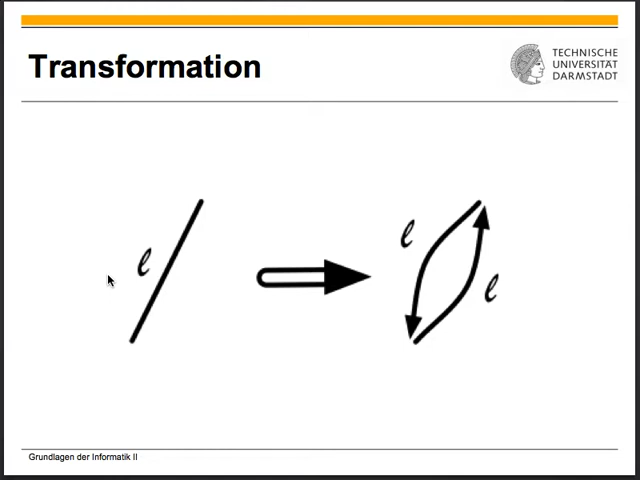 Transformation
TECHNISCHE
UNIVERSITÄT
DARMSTADT
e
e
e
Grundlagen der Informatik II